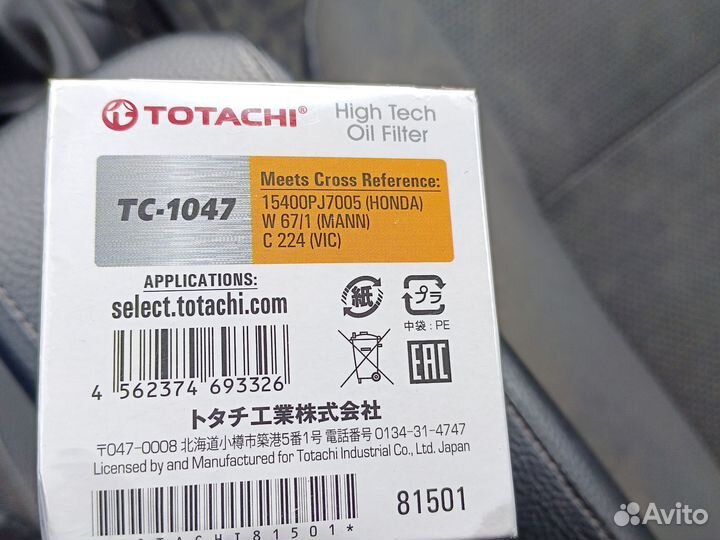 TOTACHI®
High Tech
Oil Filter
TC-1047
Meets Cross Reference:
15400PJ7005 (HONDA)
W 67/1 (MANN)
C 224 (VIC)
APPLICATIONS:
select.totachi.com
紙
プラ
中袋 : PE
4 562374 693326
EAC
トタチ工業株式会社
〒047-0008 北海道小樽市築港5番1号 電話番号 0134-31-4747
Licensed by and Manufactured for Totachi Industrial Co., Ltd. Japan
81501
TACHI81501*
Avito